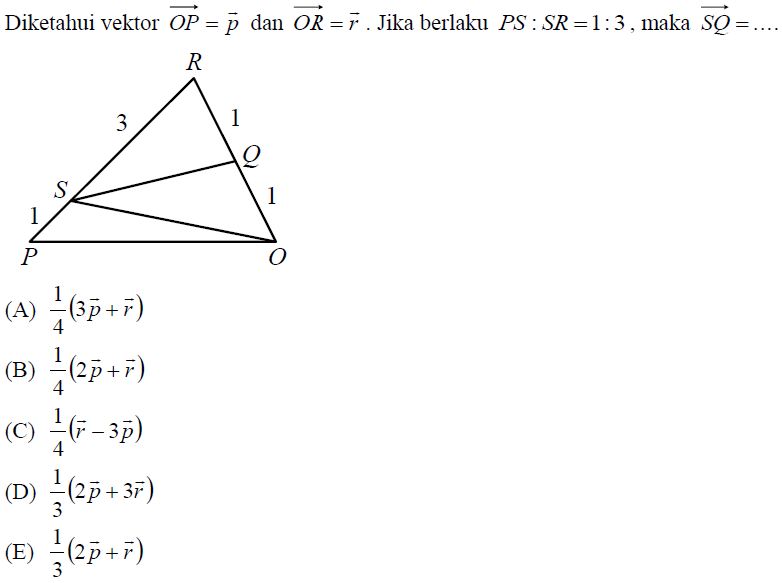 Diketahui vektor $\overrightarrow{OP} = \vec{p}$ dan $\overrightarrow{OR} = \vec{r}$ . Jika berlaku $PS : SR = 1 : 3$ , maka $\overrightarrow{SQ} = ....$
R
3
1
Q
S
1
1
P
O
(A) $\frac{1}{4}(3\vec{p} + \vec{r})$
(B) $\frac{1}{4}(2\vec{p} + \vec{r})$
(C) $\frac{1}{4}(\vec{r} - 3\vec{p})$
(D) $\frac{1}{3}(2\vec{p} + 3\vec{r})$
(E) $\frac{1}{3}(2\vec{p} + \vec{r})$